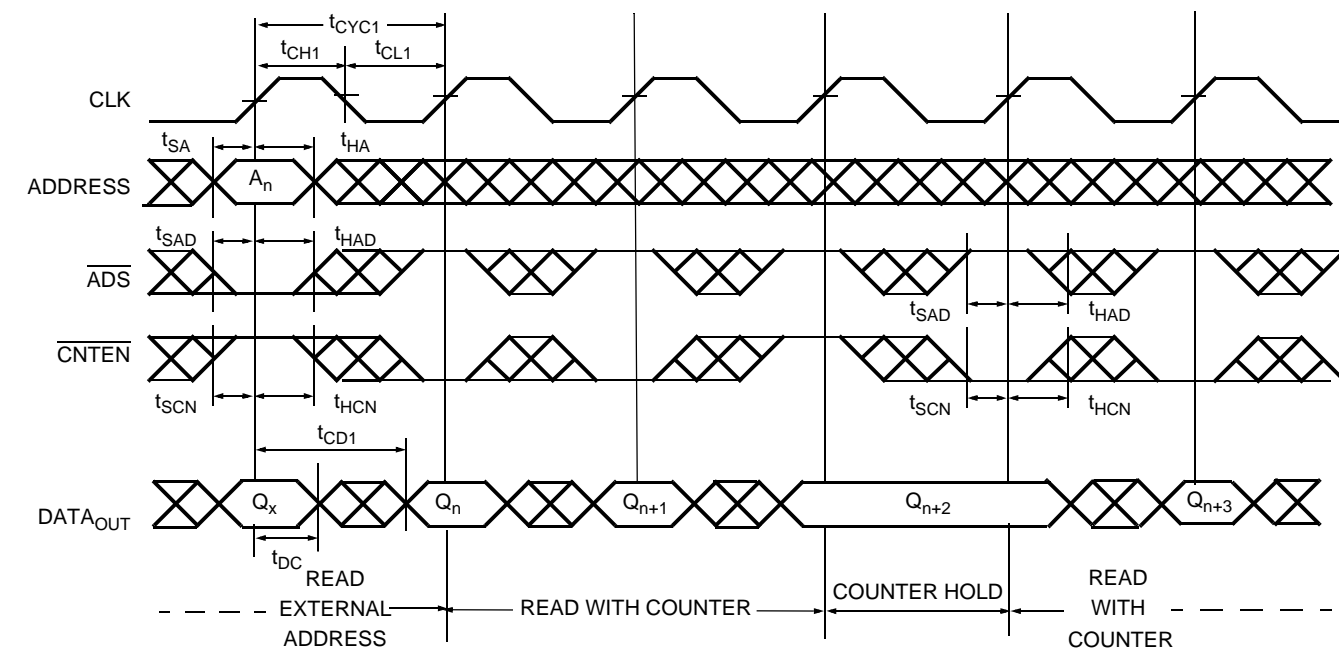 tCYC1
tCH1
tCL1
CLK
tSA
tHA
ADDRESS
An
tSAD
tHAD
ADS
tSAD
tHAD
CNTEN
tSCN
tHCN
tSCN
tHCN
tCD1
DATAOUT
Qx
Qn
Qn+1
Qn+2
Qn+3
tDC
READ
EXTERNAL
ADDRESS
READ WITH COUNTER
COUNTER HOLD
READ
WITH
COUNTER